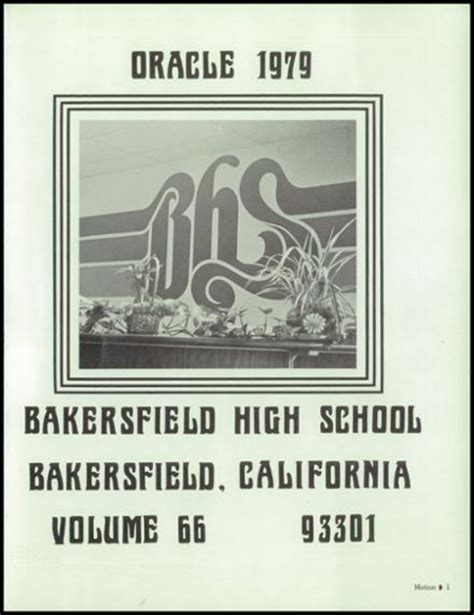 ORACLE 1979
BhS
BAKERSFIELD HIGH SCHOOL
BAKERSFIELD, CALIFORNIA
VOLUME 66 93301
Motion ▸ 1